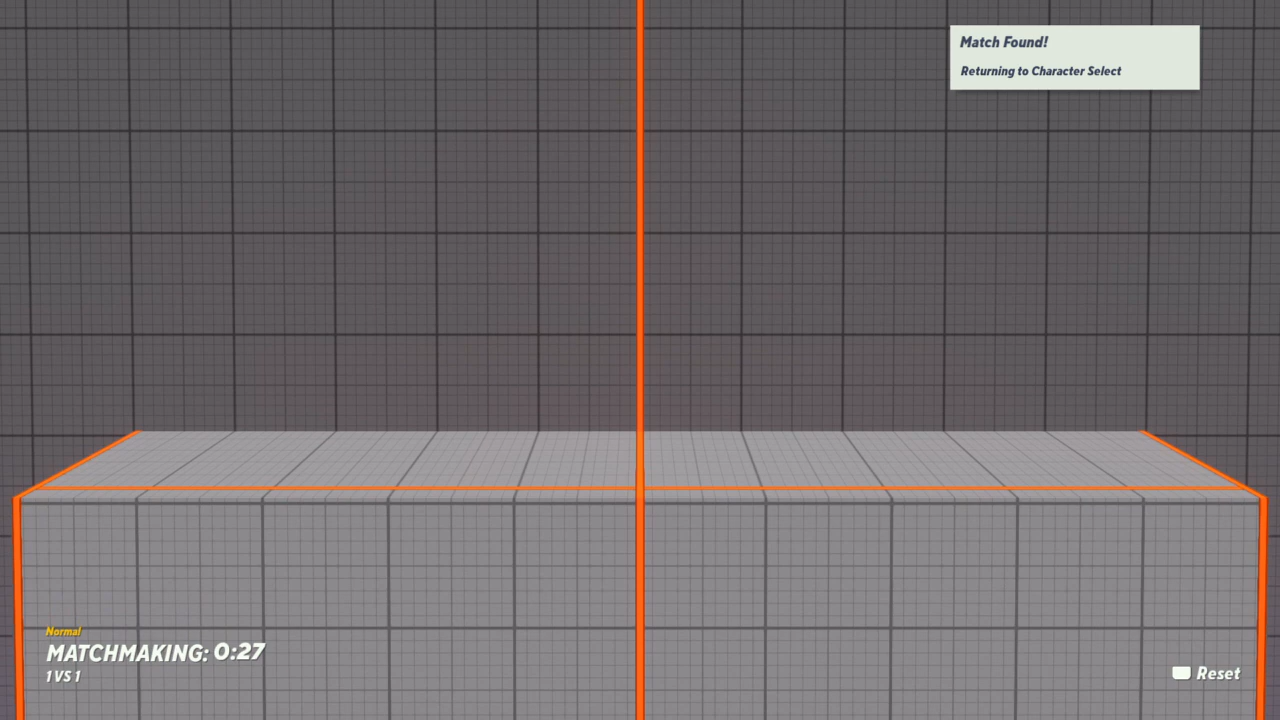 Match Found!
Returning to Character Select
Normal
MATCHMAKING: 0:27
1 VS 1
Reset